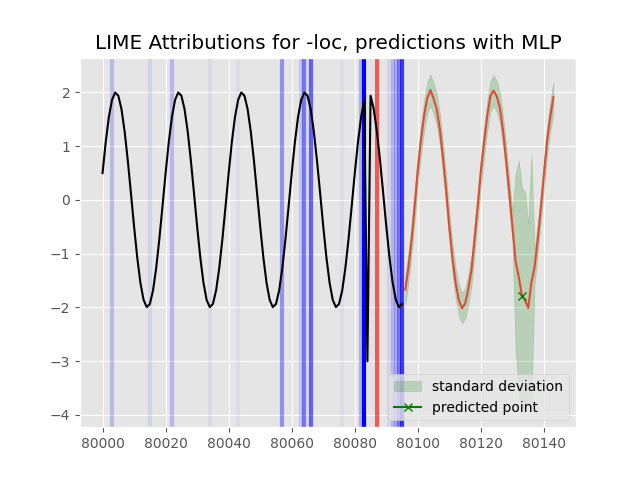 LIME Attributions for -loc, predictions with MLP
2
1
0
−1
−2
−3
−4
standard deviation
predicted point
80000 80020 80040 80060 80080 80100 80120 80140